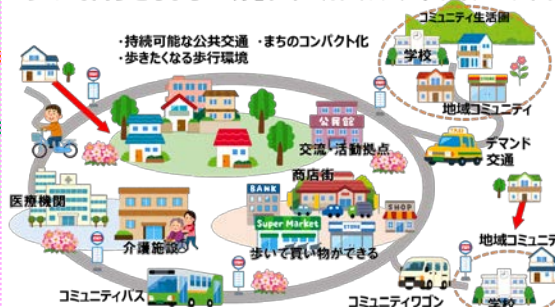 ・持続可能な公共交通 ・まちのコンパクト化
・歩きたくなる歩行環境
コミュニティ生活圏
学校
地域コミュニティ
公民館
交流・活動拠点
デマンド
交通
商店街
BANK
SHOP
Super Market
STORE
歩いて買い物ができる
医療機関
介護施設
地域コミュニテ
コミュニティバス
コミュニティワゴン
学校